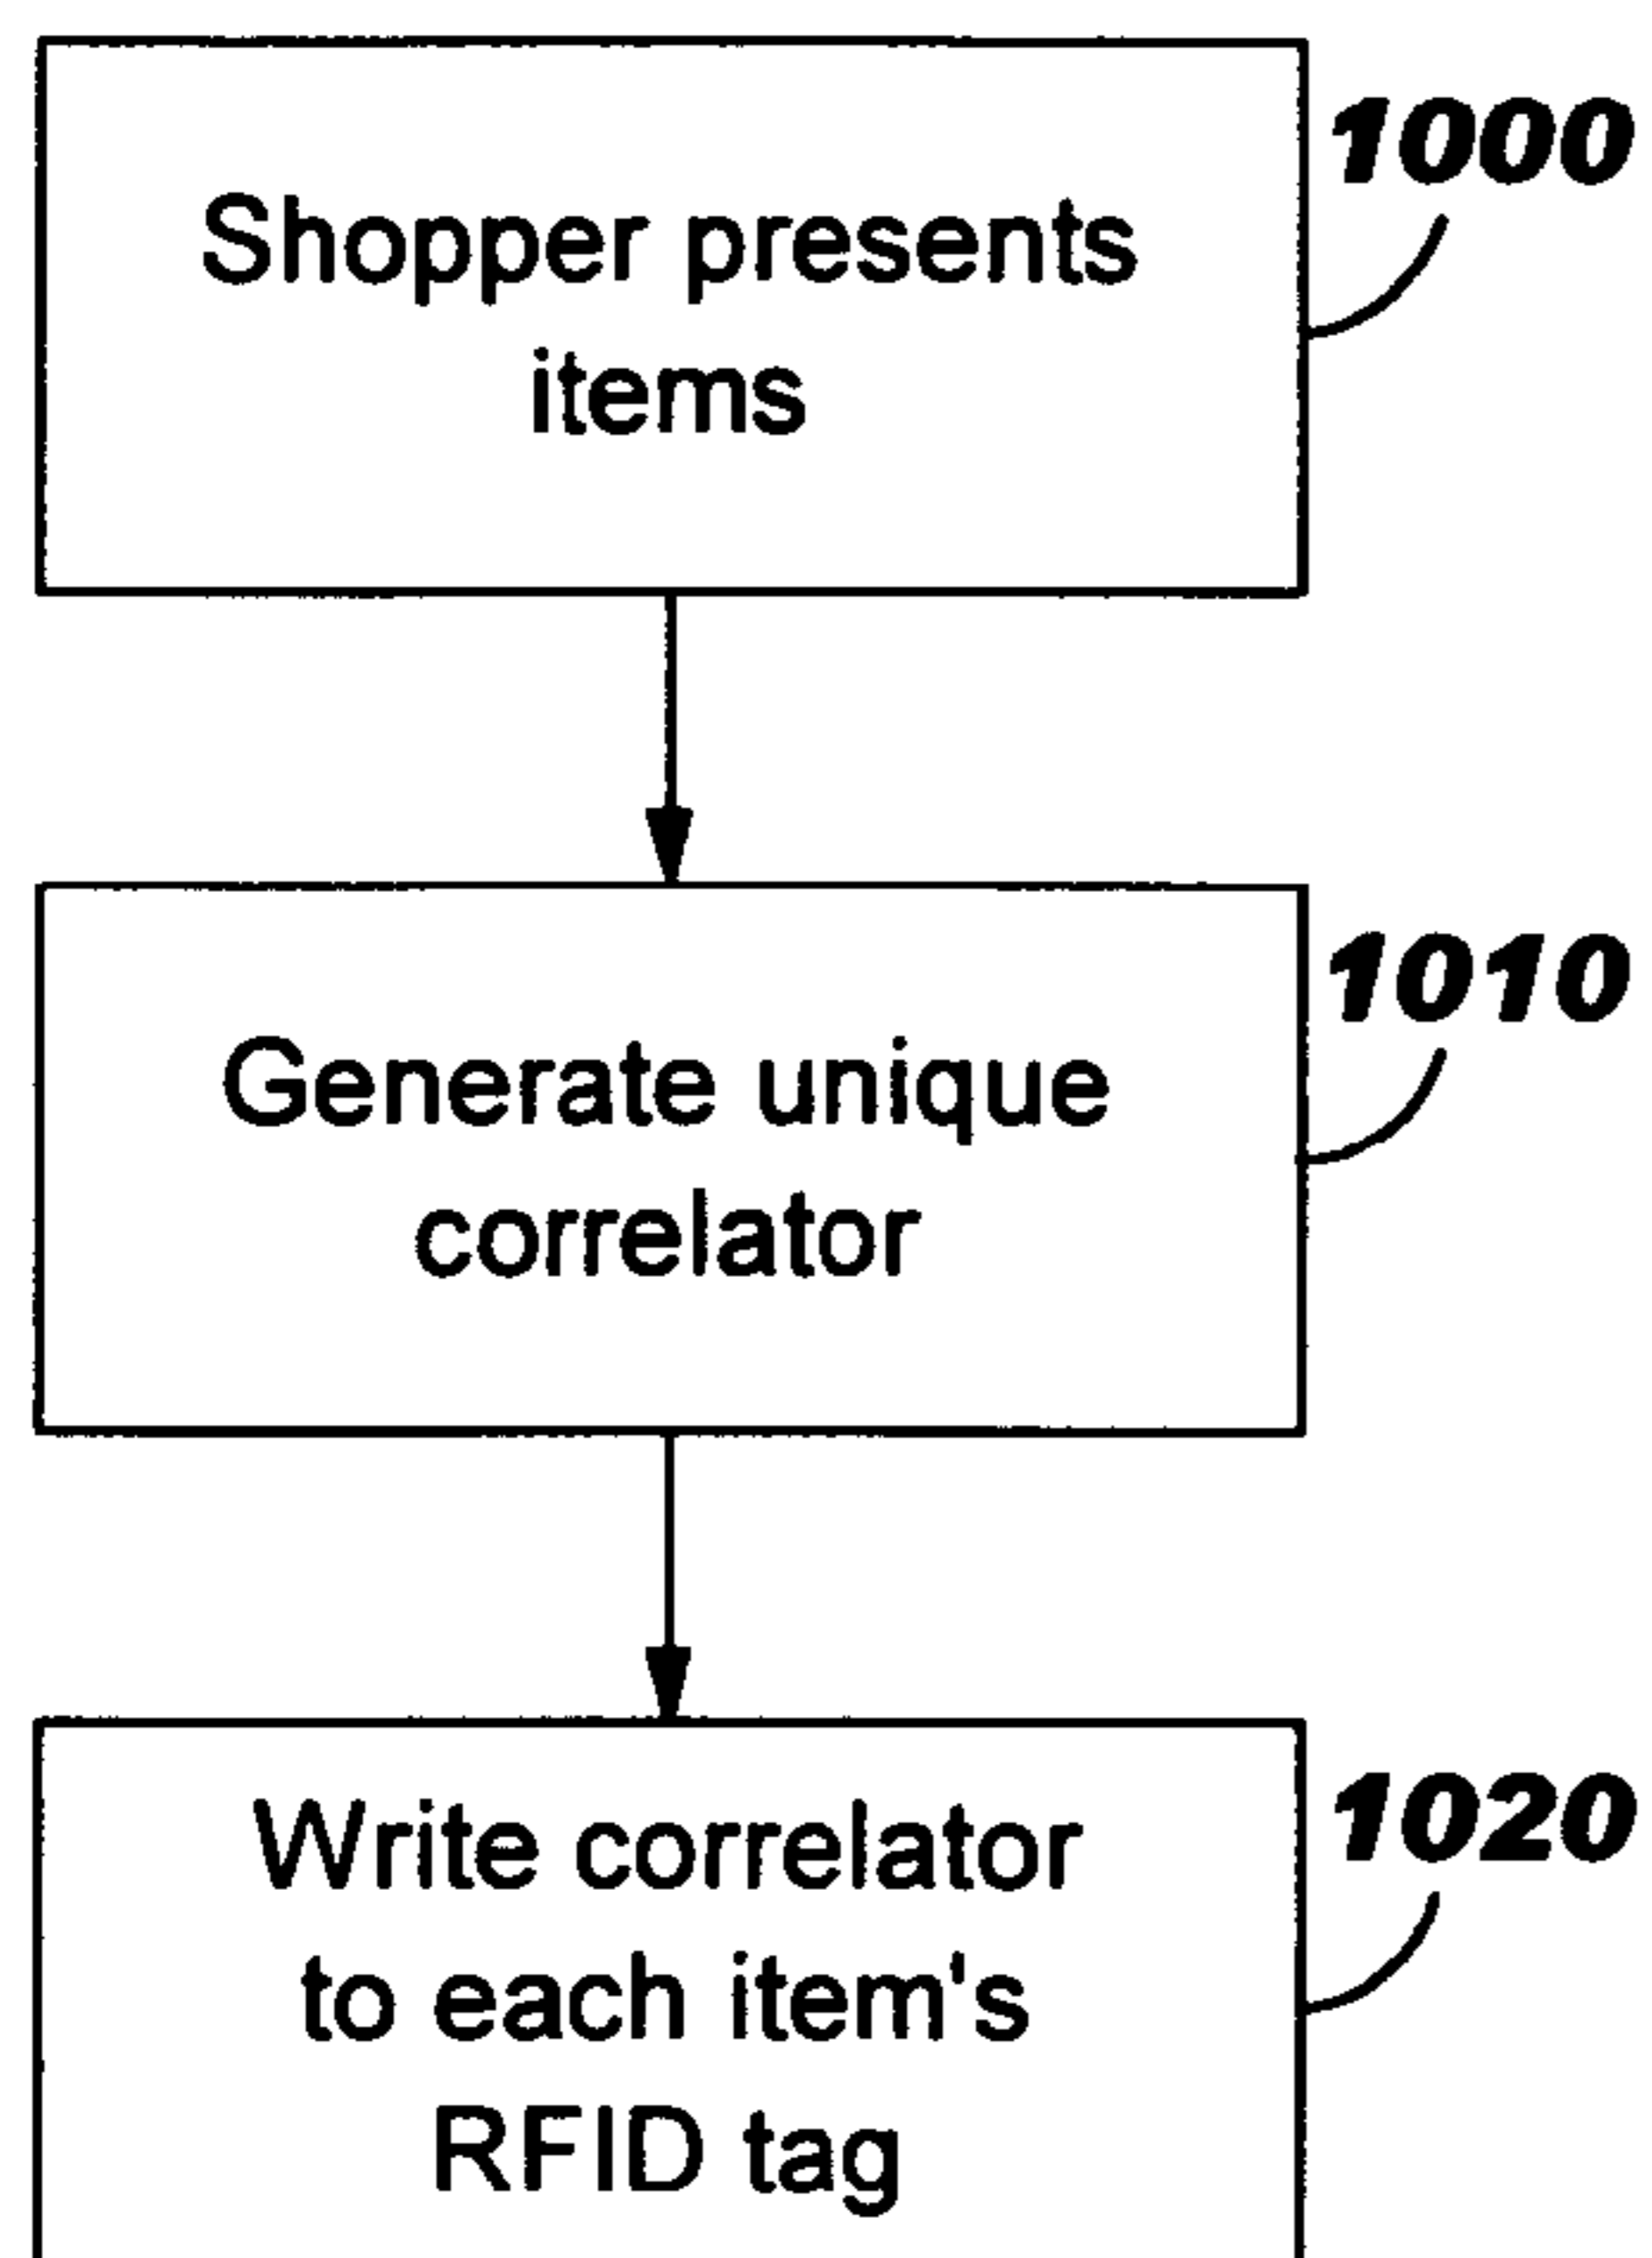 1000
Shopper presents
items
1010
Generate unique
correlator
1020
Write correlator
to each item's
RFID tag